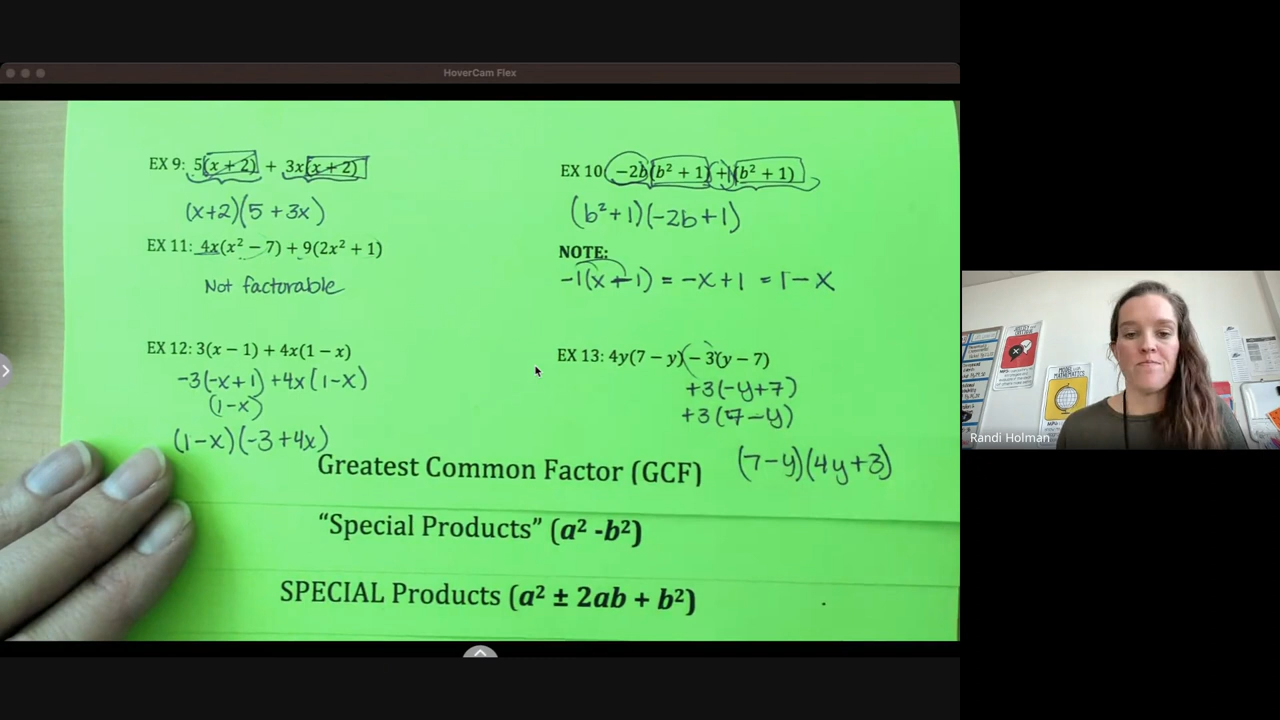 HoverCam Flex
EX 9: 5(x + 2) + 3x(x + 2)
(x+2)(5 + 3x)
EX 10: −2b(b² + 1) + 1(b² + 1)
(b²+1)(−2b+1)
EX 11: 4x(x² − 7) + 9(2x² + 1)
Not factorable
NOTE:
−1(x − 1) = −x + 1 = 1 − x
EX 12: 3(x − 1) + 4x(1 − x)
−3(−x+1) + 4x(1−x)
(1−x)
(1−x)(−3+4x)
EX 13: 4y(7 − y) − 3(y − 7)
+3(−y+7)
+3(7−y)
(7−y)(4y+3)
Greatest Common Factor (GCF)
"Special Products" (a² -b²)
SPECIAL Products (a² ± 2ab + b²)
MODEL with MATHEMATICS
Randi Holman